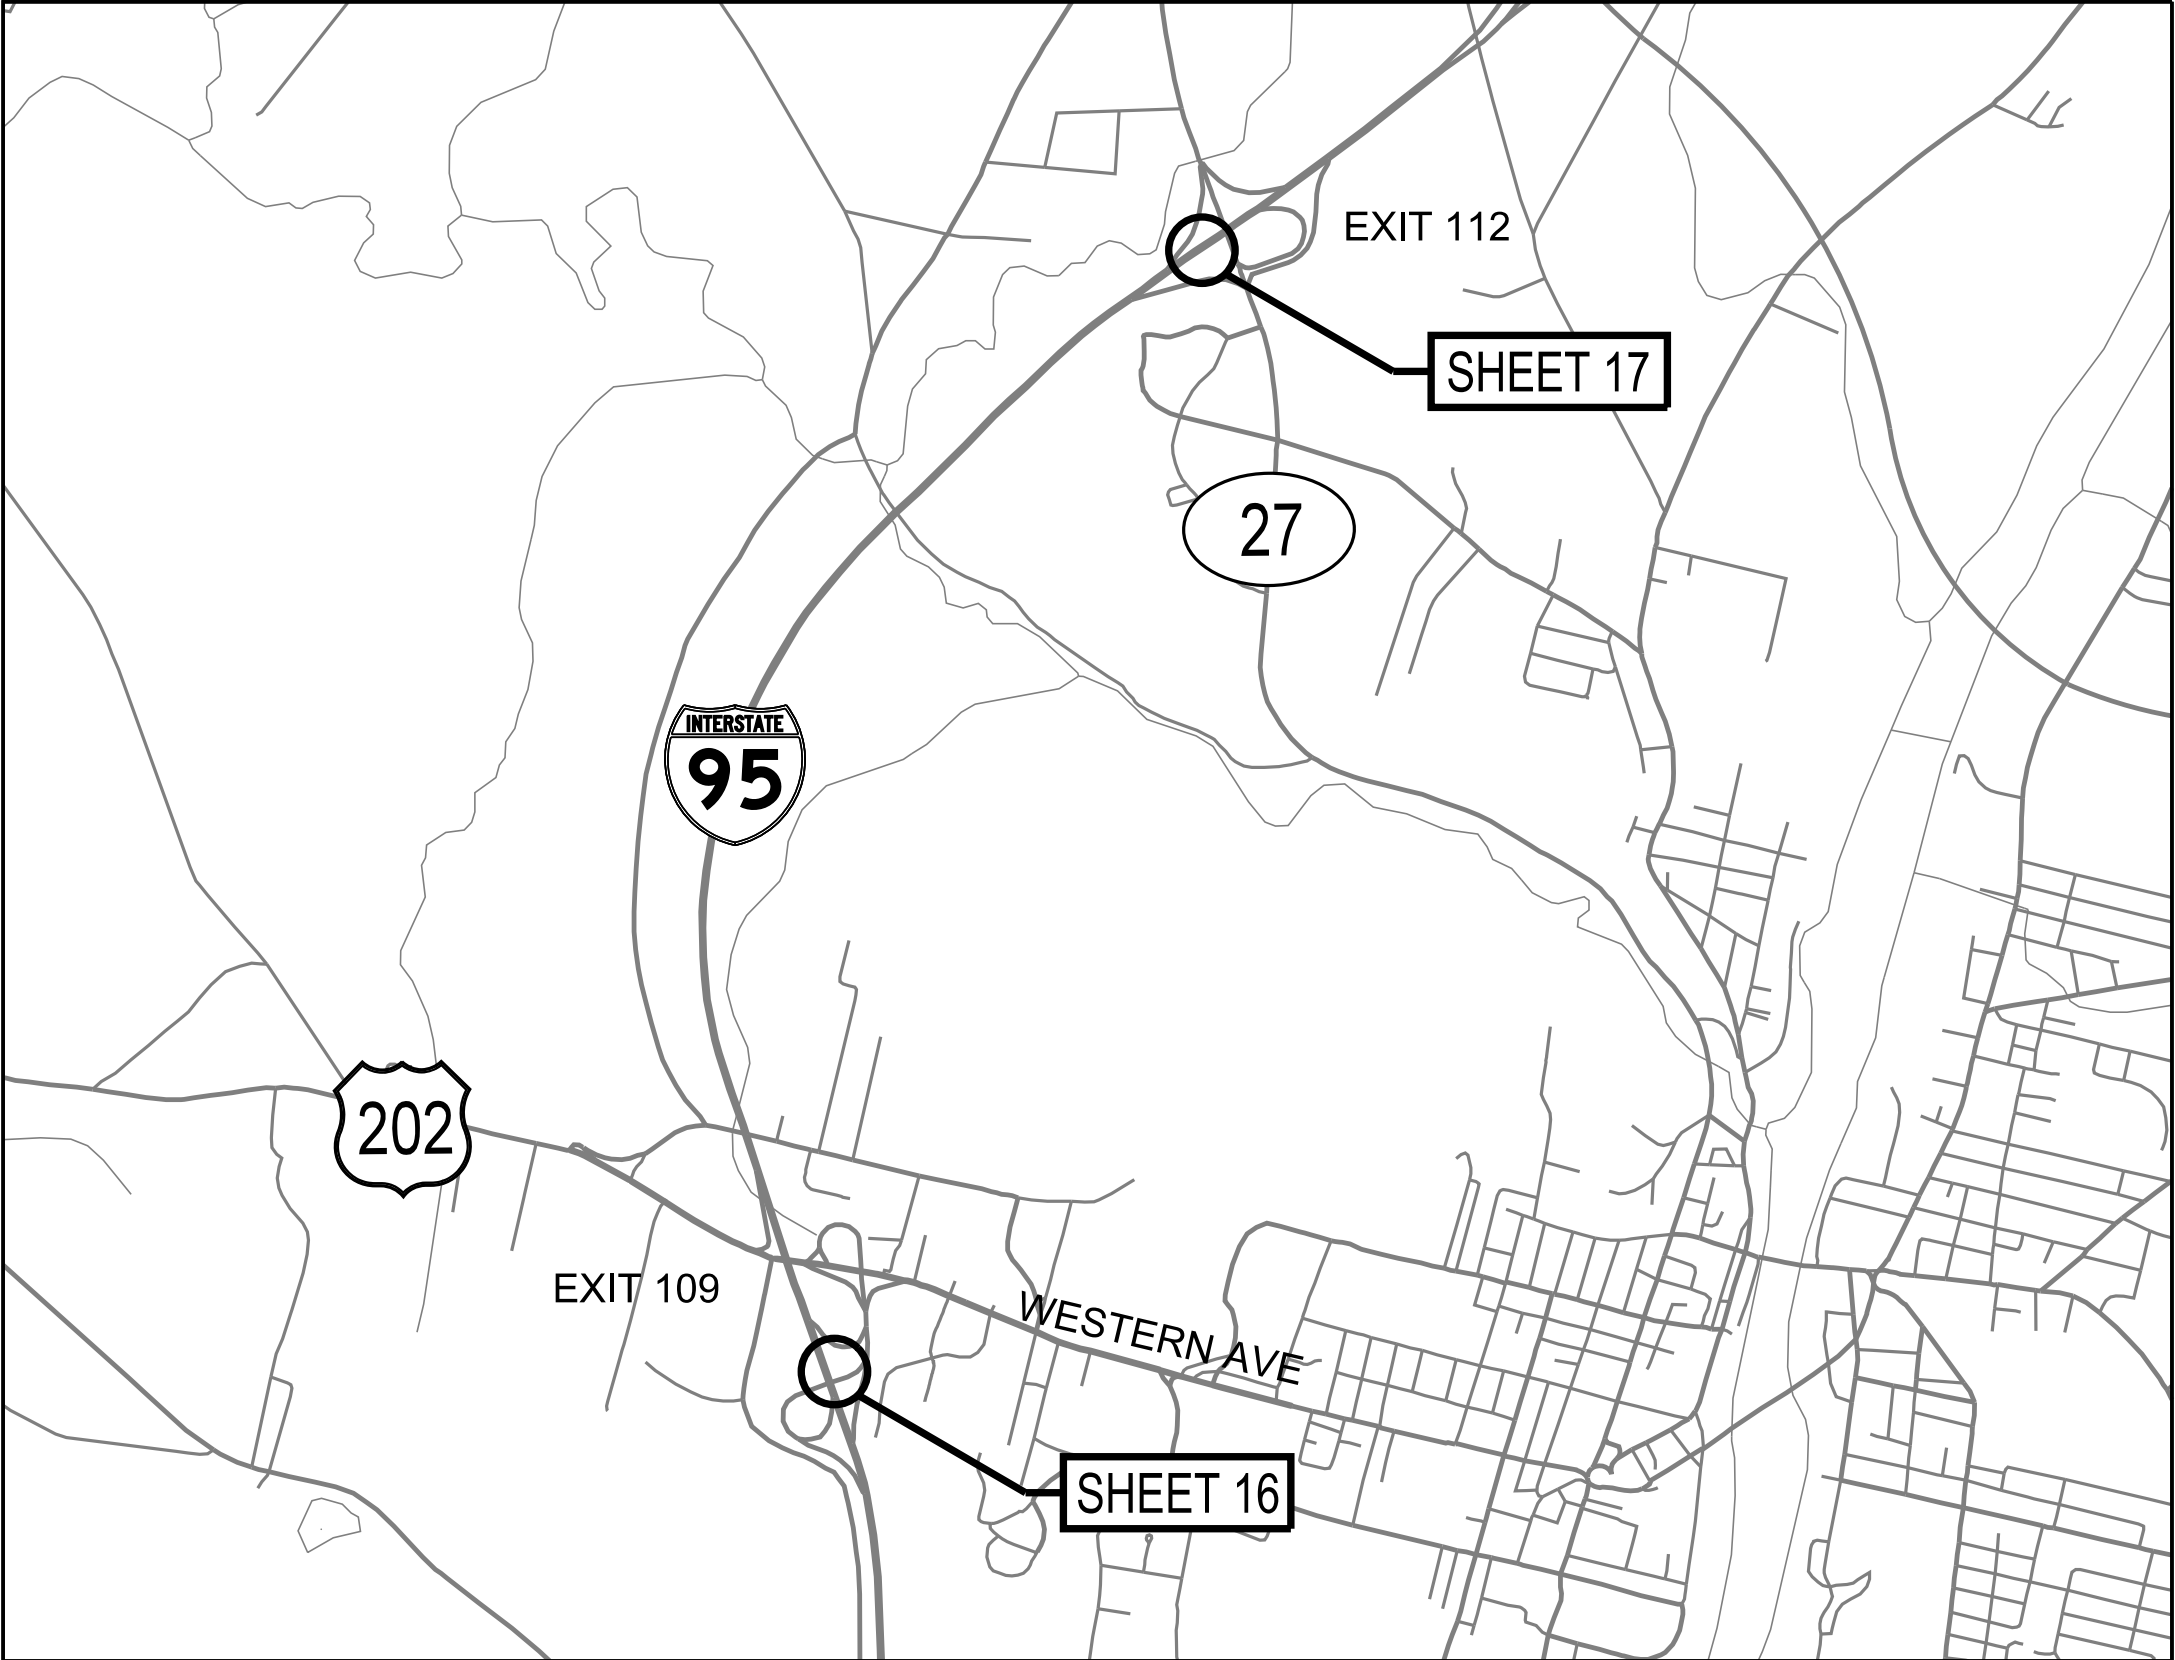 EXIT 112
SHEET 17
27
INTERSTATE
95
202
EXIT 109
WESTERN AVE
SHEET 16